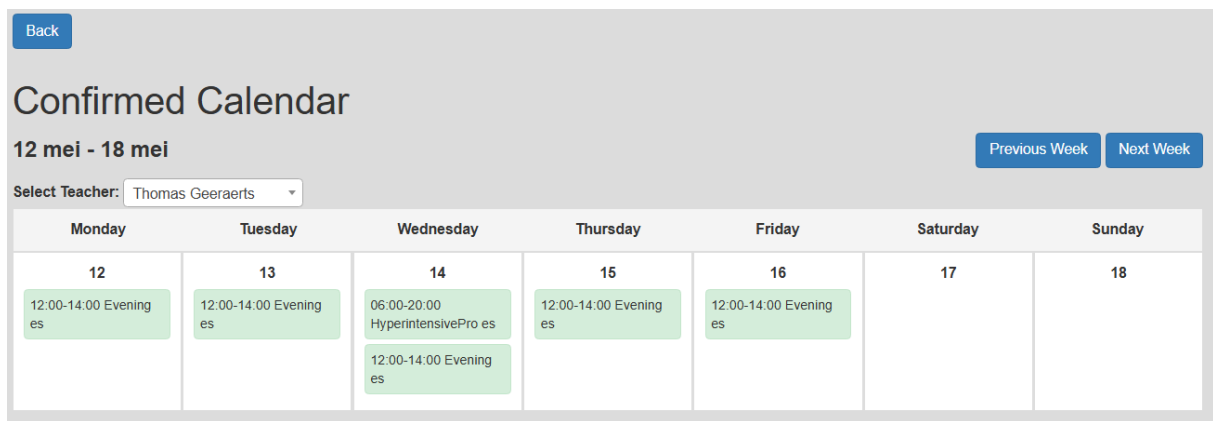 Back
Confirmed Calendar
12 mei - 18 mei
Previous Week
Next Week
Select Teacher: Thomas Geeraerts
Monday Tuesday Wednesday Thursday Friday Saturday Sunday
12
12:00-14:00 Evening
es
13
12:00-14:00 Evening
es
14
06:00-20:00
HyperintensivePro es
12:00-14:00 Evening
es
15
12:00-14:00 Evening
es
16
12:00-14:00 Evening
es
17
18